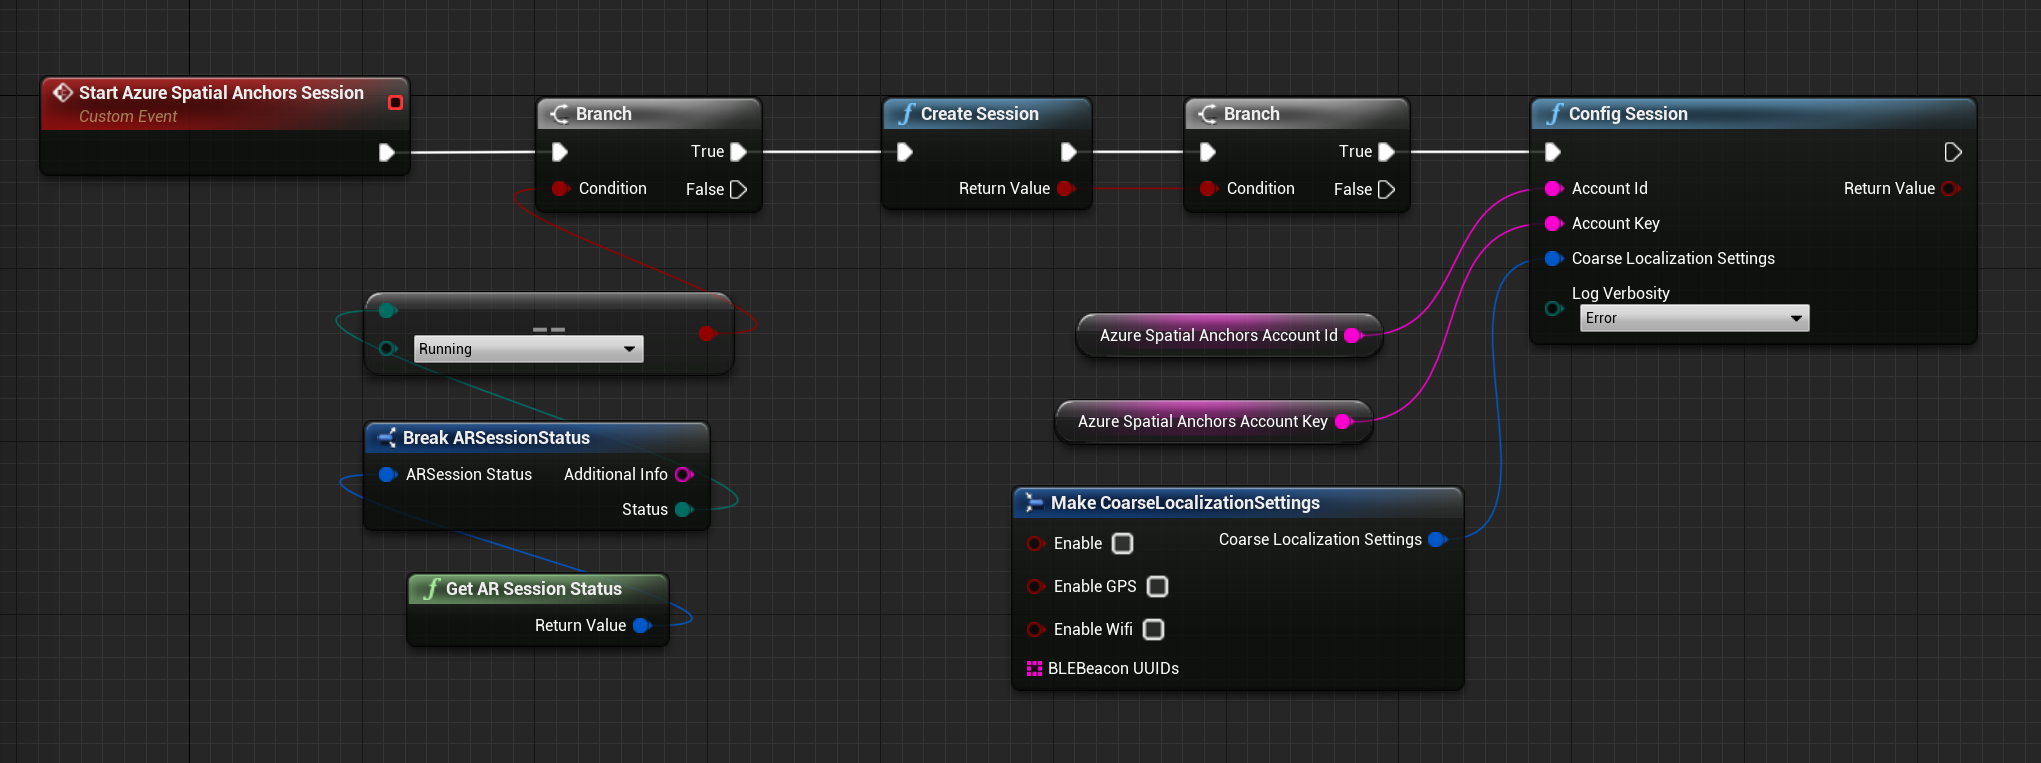 Start Azure Spatial Anchors Session
Custom Event
Branch
True
Condition
False
Create Session
Return Value
Branch
True
Condition
False
Config Session
Account Id
Return Value
Account Key
Coarse Localization Settings
Log Verbosity
Error
==
Running
Azure Spatial Anchors Account Id
Azure Spatial Anchors Account Key
Break ARSessionStatus
ARSession Status
Additional Info
Status
Get AR Session Status
Return Value
Make CoarseLocalizationSettings
Enable
Coarse Localization Settings
Enable GPS
Enable Wifi
BLEBeacon UUIDs